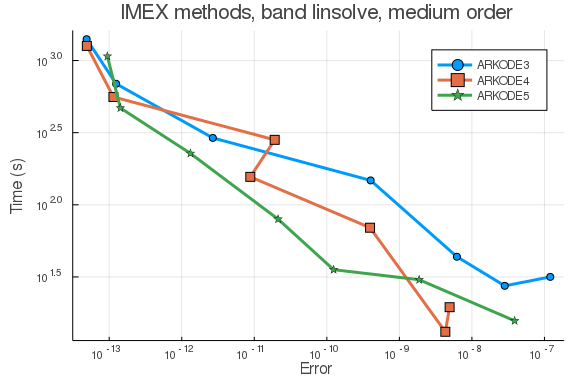 IMEX methods, band linsolve, medium order
ARKODE3
ARKODE4
ARKODE5
Time (s)
10^3.0
10^2.5
10^2.0
10^1.5
10^-13
10^-12
10^-11
10^-10
10^-9
10^-8
10^-7
Error